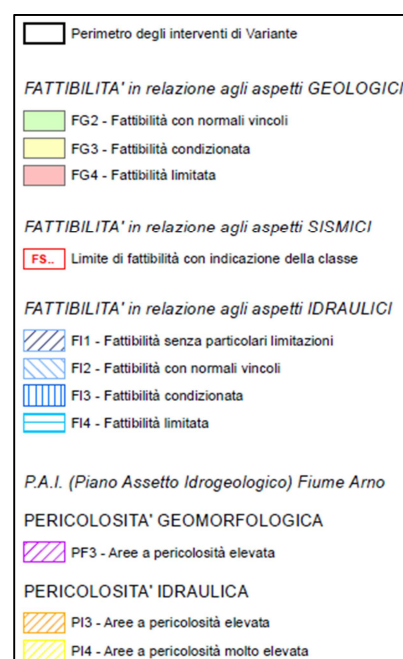 Perimetro degli interventi di Variante
FATTIBILITA' in relazione agli aspetti GEOLOGICI
FG2 - Fattibilità con normali vincoli
FG3 - Fattibilità condizionata
FG4 - Fattibilità limitata
FATTIBILITA' in relazione agli aspetti SISMICI
FS.. Limite di fattibilità con indicazione della classe
FATTIBILITA' in relazione agli aspetti IDRAULICI
FI1 - Fattibilità senza particolari limitazioni
FI2 - Fattibilità con normali vincoli
FI3 - Fattibilità condizionata
FI4 - Fattibilità limitata
P.A.I. (Piano Assetto Idrogeologico) Fiume Arno
PERICOLOSITA' GEOMORFOLOGICA
PF3 - Aree a pericolosità elevata
PERICOLOSITA' IDRAULICA
PI3 - Aree a pericolosità elevata
PI4 - Aree a pericolosità molto elevata